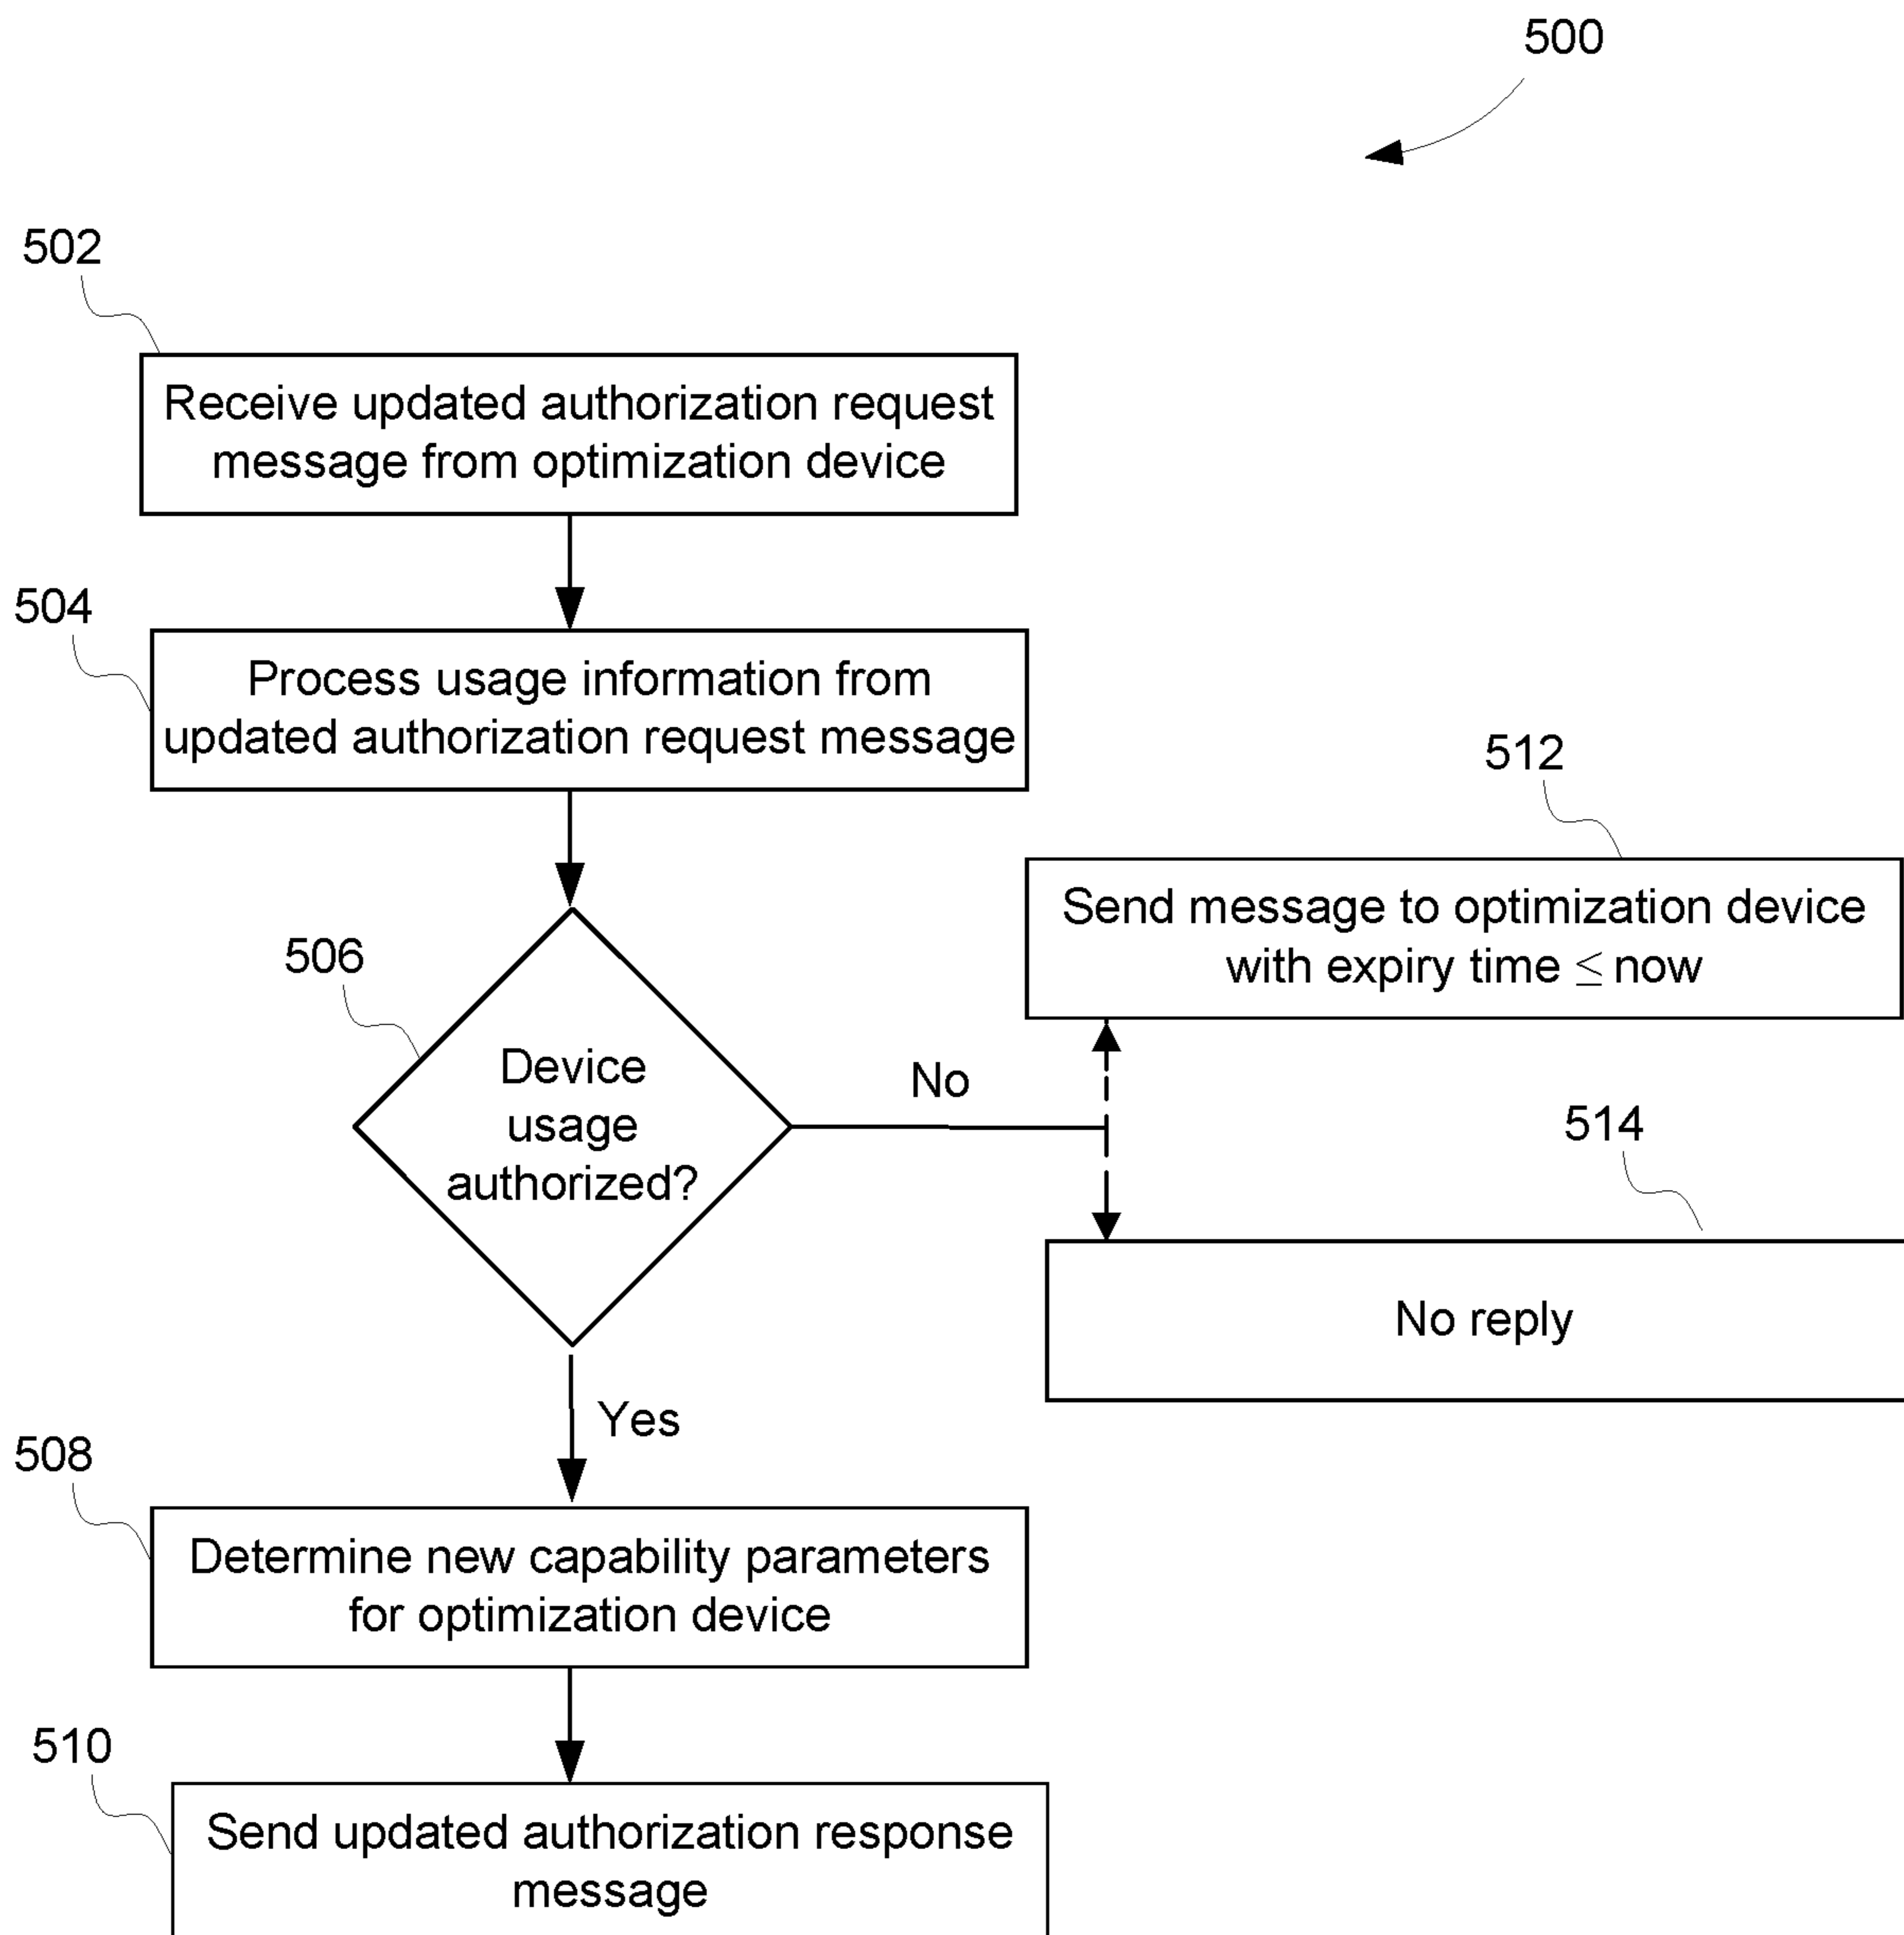 500
502
Receive updated authorization request
message from optimization device
504
Process usage information from
updated authorization request message
512
Send message to optimization device
with expiry time ≤ now
506
Device
usage
authorized?
No
514
No reply
Yes
508
Determine new capability parameters
for optimization device
510
Send updated authorization response
message